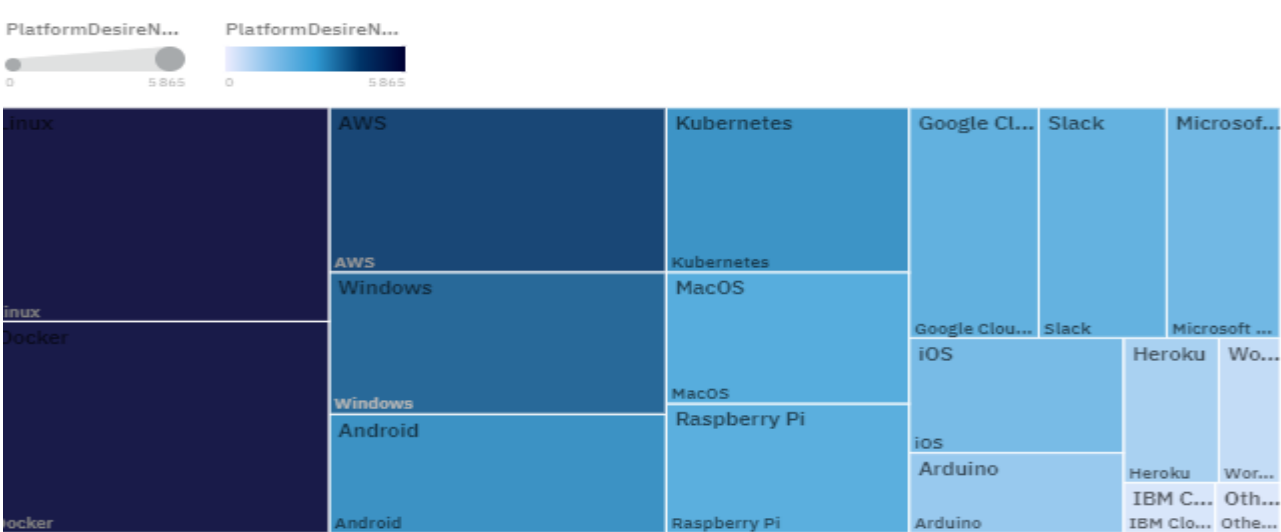 PlatformDesireN...
PlatformDesireN...
0
5865
0
5865
Linux
AWS
Kubernetes
Google Cl...
Slack
Microsof...
AWS
Kubernetes
Windows
MacOS
inux
Google Clou...
Slack
Microsoft ...
Docker
iOS
Heroku
Wo...
MacOS
Windows
Raspberry Pi
Android
iOS
Arduino
Heroku
Wor...
IBM C...
Oth...
ocker
Android
Raspberry Pi
Arduino
IBM Clo...
Othe...